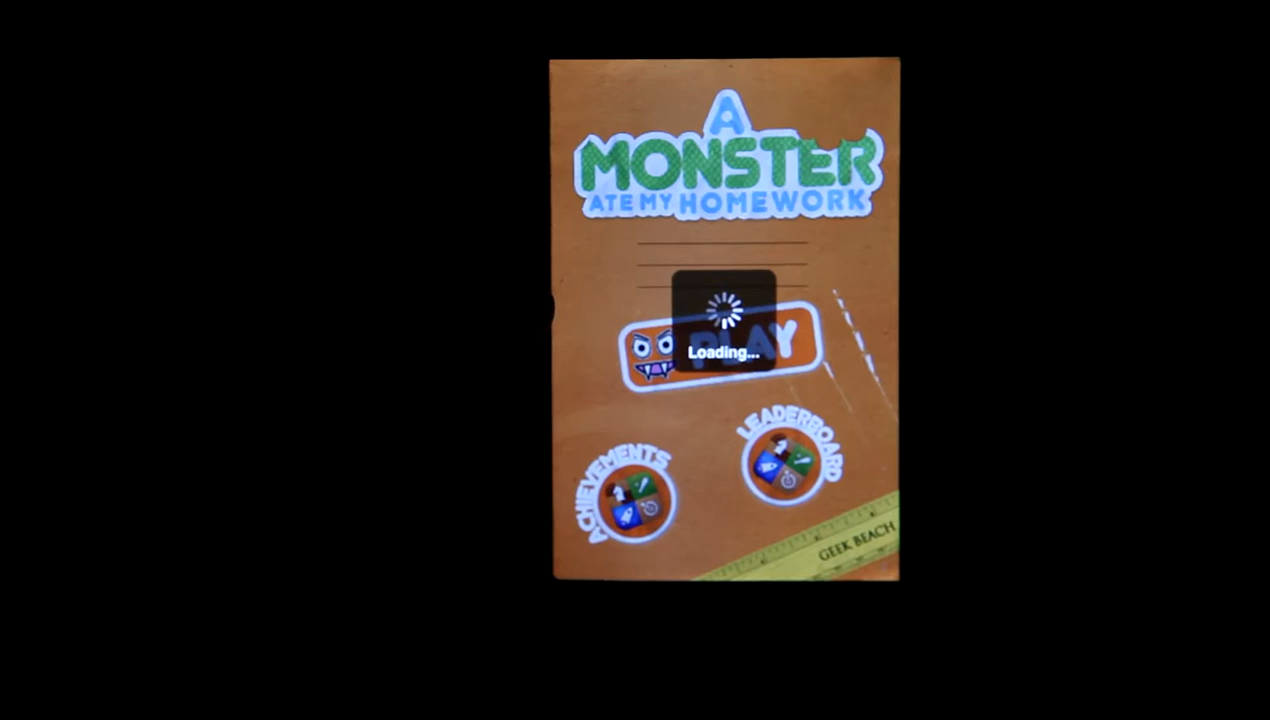 A
MONSTER
ATE MY HOMEWORK
PLAY
Loading...
LEADERBOARD
ACHIEVEMENTS
GEEK BEACH